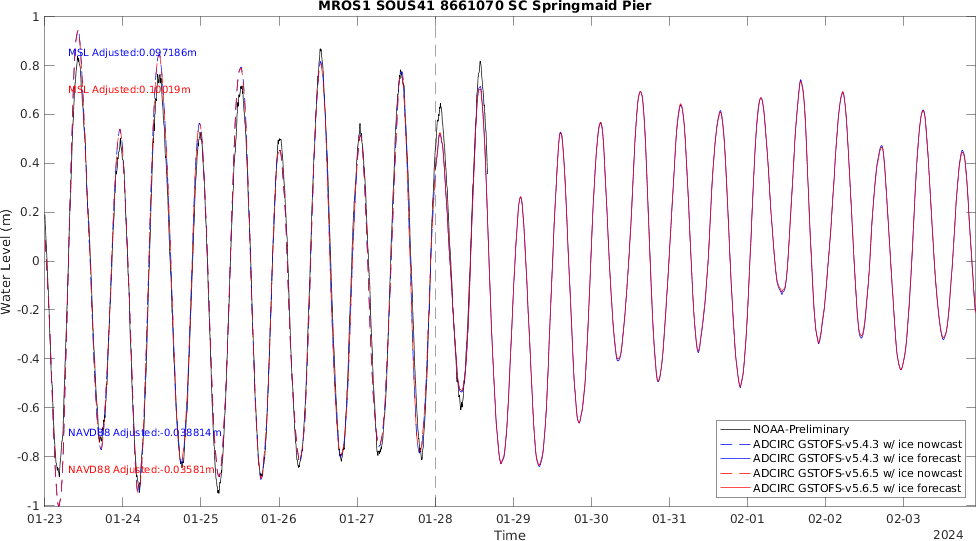 MROS1 SOUS41 8661070 SC Springmaid Pier
1
0.8
0.6
0.4
0.2
0
-0.2
-0.4
-0.6
-0.8
-1
Water Level (m)
MSL Adjusted:0.097186m
MSL Adjusted:0.10019m
NAVD88 Adjusted:-0.038814m
NAVD88 Adjusted:-0.03581m
NOAA-Preliminary
ADCIRC GSTOFS-v5.4.3 w/ ice nowcast
ADCIRC GSTOFS-v5.4.3 w/ ice forecast
ADCIRC GSTOFS-v5.6.5 w/ ice nowcast
ADCIRC GSTOFS-v5.6.5 w/ ice forecast
01-23 01-24 01-25 01-26 01-27 01-28 01-29 01-30 01-31 02-01 02-02 02-03
Time
2024